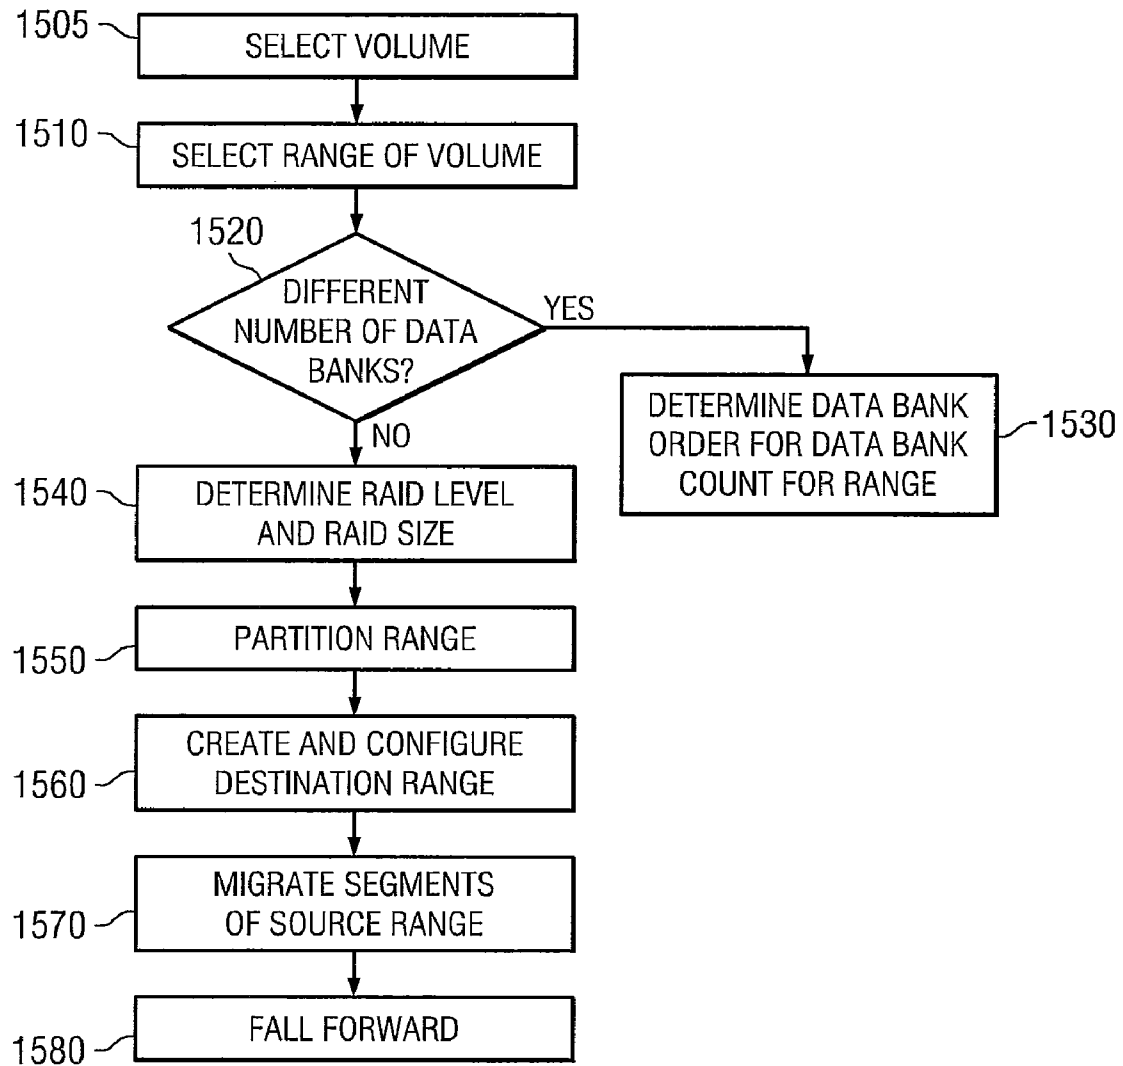 1505
SELECT VOLUME
1510
SELECT RANGE OF VOLUME
1520
DIFFERENT
NUMBER OF DATA
BANKS?
YES
NO
DETERMINE DATA BANK
ORDER FOR DATA BANK
COUNT FOR RANGE
1530
1540
DETERMINE RAID LEVEL
AND RAID SIZE
1550
PARTITION RANGE
1560
CREATE AND CONFIGURE
DESTINATION RANGE
1570
MIGRATE SEGMENTS
OF SOURCE RANGE
1580
FALL FORWARD